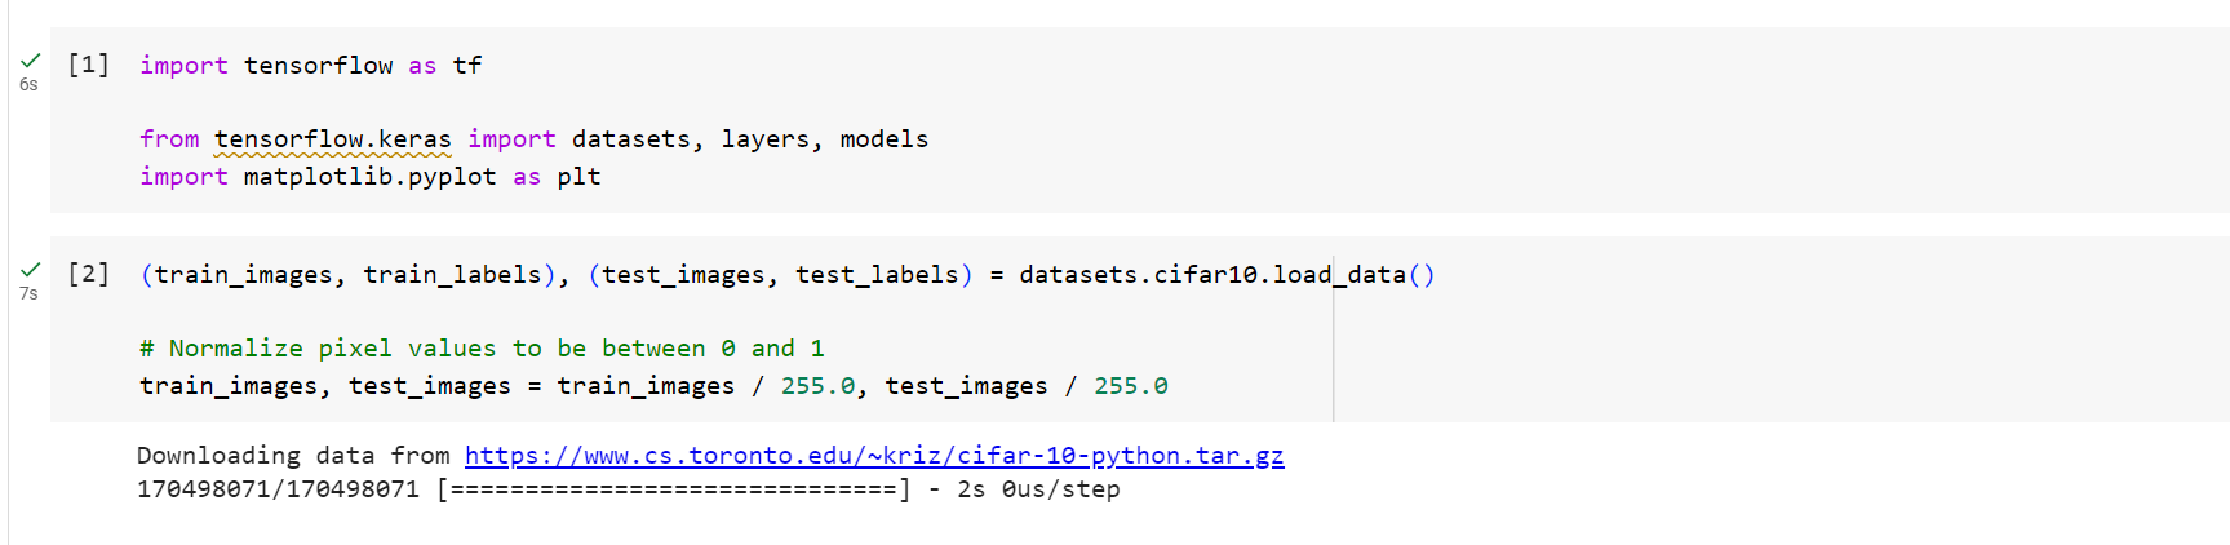 [1] import tensorflow as tf
6s
from tensorflow.keras import datasets, layers, models
import matplotlib.pyplot as plt
[2] (train_images, train_labels), (test_images, test_labels) = datasets.cifar10.load_data()
7s
# Normalize pixel values to be between 0 and 1
train_images, test_images = train_images / 255.0, test_images / 255.0
Downloading data from https://www.cs.toronto.edu/~kriz/cifar-10-python.tar.gz
170498071/170498071 [==============================] - 2s 0us/step